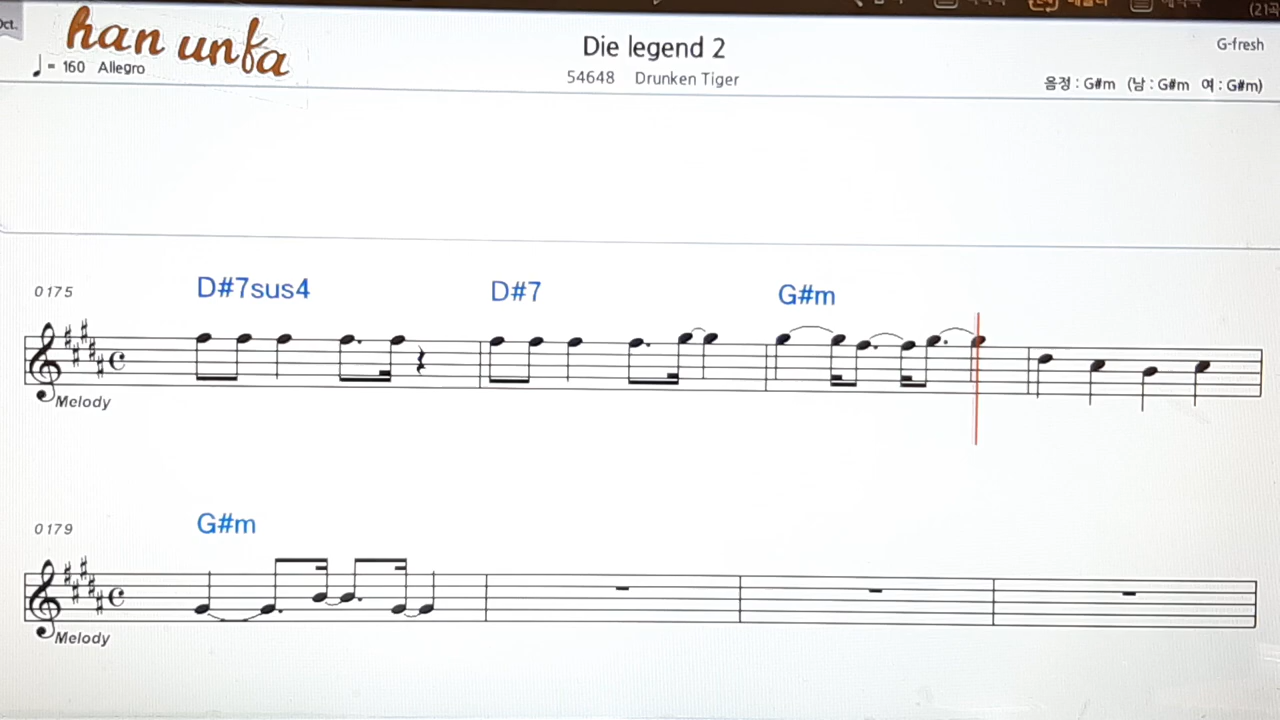 Oct.
han unfa
♩ = 160 Allegro
Die legend 2
54648 Drunken Tiger
G-fresh
음정 : G#m (남 : G#m 여 : G#m)
0175
D#7sus4 D#7 G#m
Melody
0179
G#m
Melody